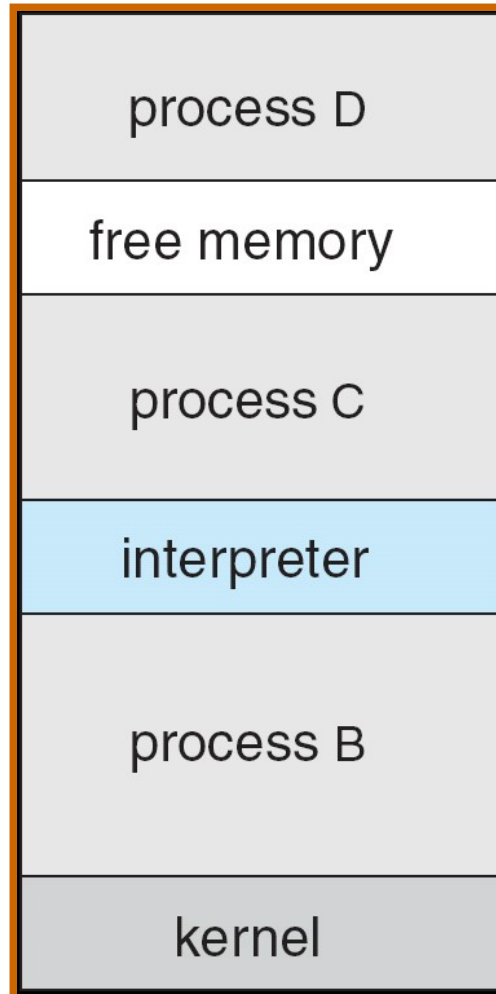 process D
free memory
process C
interpreter
process B
kernel